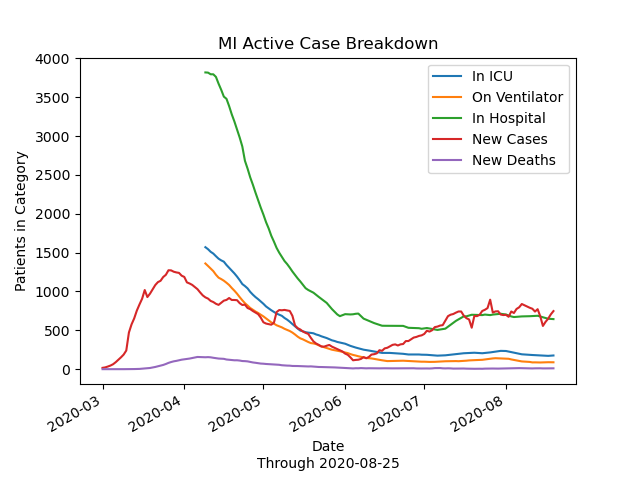 MI Active Case Breakdown
4000
3500
3000
2500
2000
1500
1000
500
0
Patients in Category
In ICU
On Ventilator
In Hospital
New Cases
New Deaths
2020-03
2020-04
2020-05
2020-06
2020-07
2020-08
Date
Through 2020-08-25